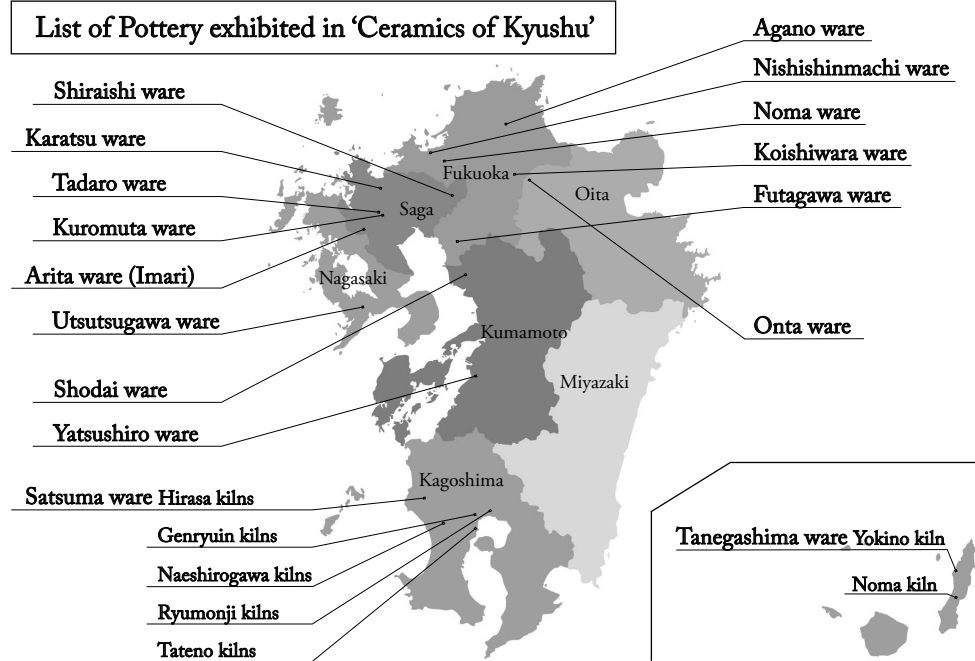 List of Pottery exhibited in ‘Ceramics of Kyushu’
Shiraishi ware
Karatsu ware
Tadaro ware
Kuromuta ware
Arita ware (Imari)
Utsutsugawa ware
Shodai ware
Yatsushiro ware
Satsuma ware Hirasa kilns
Genryuin kilns
Naeshirogawa kilns
Ryumonji kilns
Tateno kilns
Fukuoka
Saga
Oita
Nagasaki
Kumamoto
Miyazaki
Kagoshima
Agano ware
Nishishinmachi ware
Noma ware
Koishiwara ware
Futagawa ware
Onta ware
Tanegashima ware Yokino kiln
Noma kiln